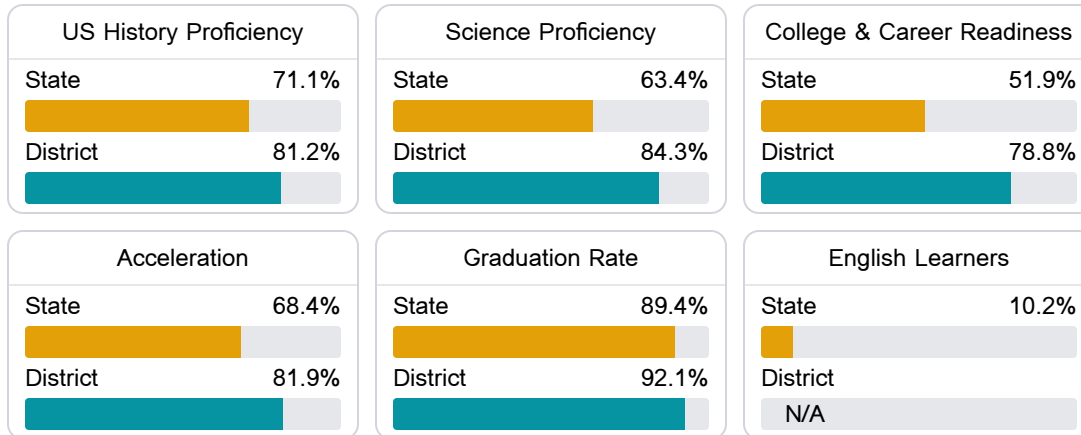 US History Proficiency
State 71.1%
District 81.2%
Science Proficiency
State 63.4%
District 84.3%
College & Career Readiness
State 51.9%
District 78.8%
Acceleration
State 68.4%
District 81.9%
Graduation Rate
State 89.4%
District 92.1%
English Learners
State 10.2%
District
N/A